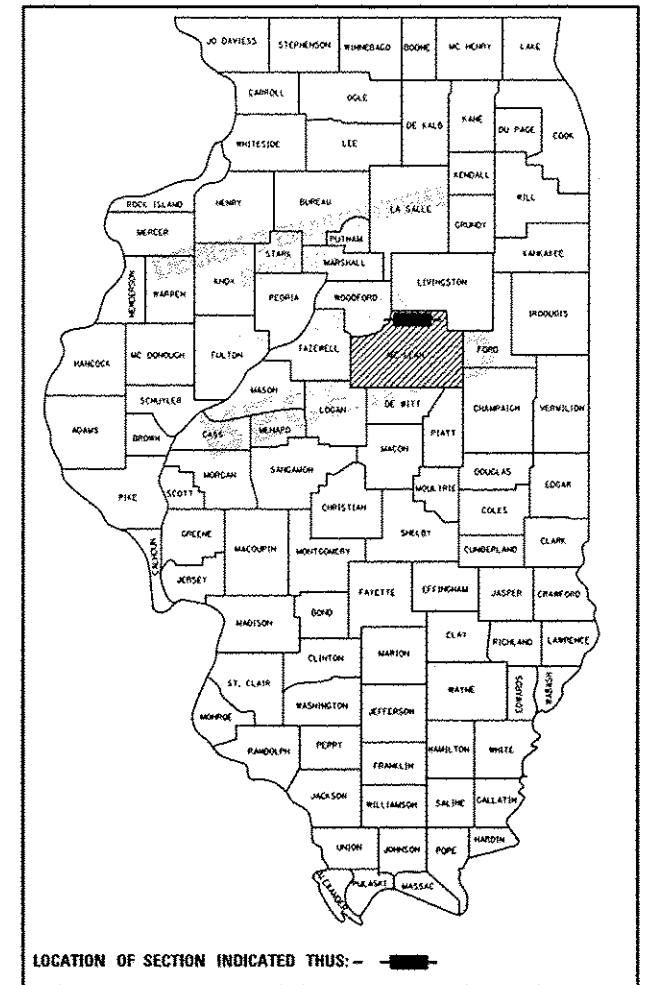 JO DAVIESS STEPHENSON WINNEBAGO BOONE MC HENRY LAKE
CARROLL OGLE DE KALB KANE DU PAGE COOK
WHITESIDE LEE KENDALL WILL
ROCK ISLAND HENRY BUREAU LA SALLE GRUNDY
MERCER STARK PUTNAM KANKAKEE
HENDERSON WARREN KNOX PEORIA MARSHALL LIVINGSTON
WOODFORD IROQUOIS
HANCOCK MC DONOUGH FULTON TAZEWELL MC LEAN FORD
SCHUYLER MASON LOGAN DE WITT CHAMPAIGN VERMILION
ADAMS BROWN CASS MENARD PIATT
MORGAN SANGAMON MACON DOUGLAS EDGAR
PIKE SCOTT CHRISTIAN MOULTRIE COLES
CALHOUN GREENE MACOUPIN MONTGOMERY SHELBY CUMBERLAND CLARK
JERSEY FAYETTE EFFINGHAM JASPER CRAWFORD
MADISON BOND CLAY RICHLAND LAWRENCE
ST. CLAIR CLINTON MARION WAYNE EDWARDS WABASH
MONROE WASHINGTON JEFFERSON
RANDOLPH PERRY FRANKLIN HAMILTON WHITE
JACKSON WILLIAMSON SALINE GALLATIN
UNION JOHNSON POPE HARDIN
ALEXANDER PULASKI MASSAC
LOCATION OF SECTION INDICATED THUS: -